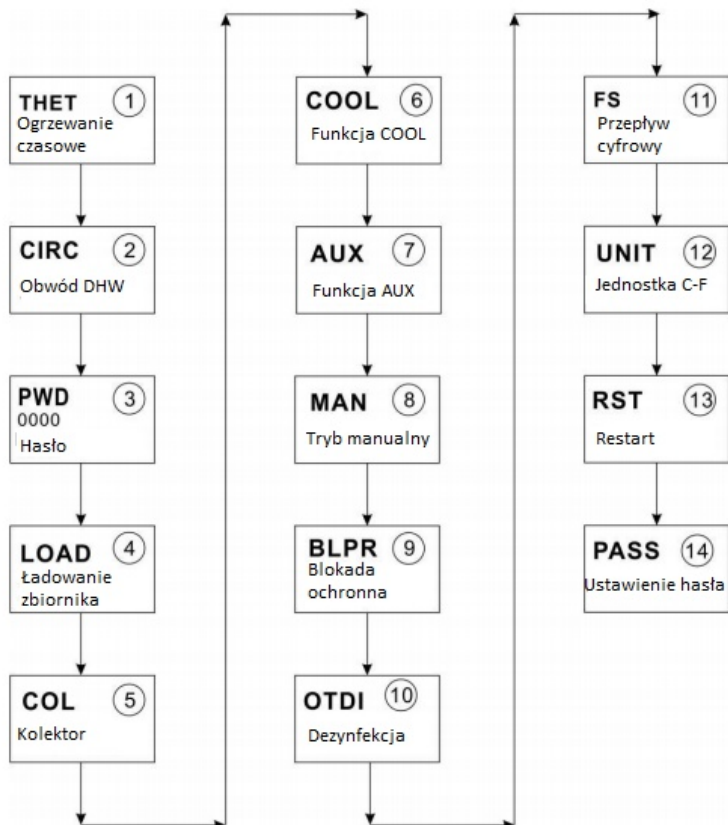 THET 1
Ogrzewanie
czasowe
CIRC 2
Obwód DHW
PWD 3
0000
Hasło
LOAD 4
Ładowanie
zbiornika
COL 5
Kolektor
COOL 6
Funkcja COOL
AUX 7
Funkcja AUX
MAN 8
Tryb manualny
BLPR 9
Blokada
ochronna
OTDI 10
Dezynfekcja
FS 11
Przepływ
cyfrowy
UNIT 12
Jednostka C-F
RST 13
Restart
PASS 14
Ustawienie hasła